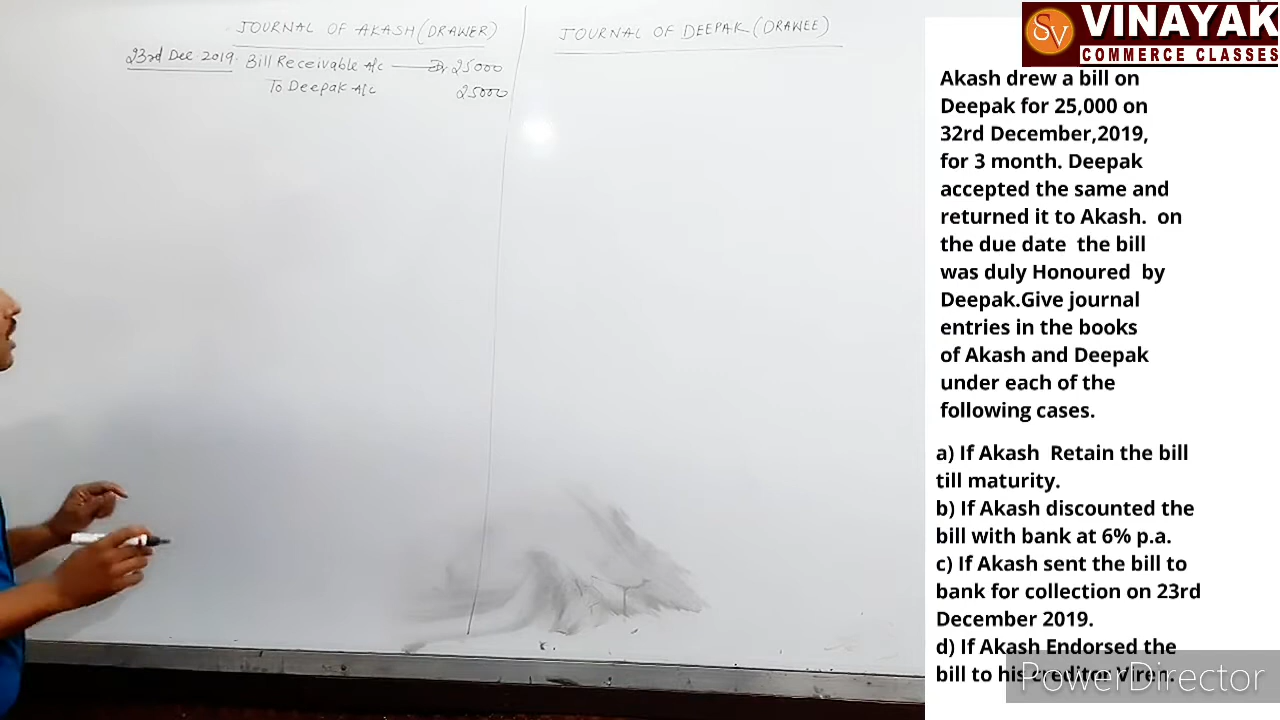 JOURNAL OF AKASH (DRAWER)
23rd Dec 2019. Bill Receivable A/c Dr 25000
To Deepak A/c 25000
JOURNAL OF DEEPAK (DRAWEE)
SV VINAYAK
COMMERCE CLASSES
Akash drew a bill on
Deepak for 25,000 on
32rd December,2019,
for 3 month. Deepak
accepted the same and
returned it to Akash. on
the due date the bill
was duly Honoured by
Deepak.Give journal
entries in the books
of Akash and Deepak
under each of the
following cases.
a) If Akash Retain the bill
till maturity.
b) If Akash discounted the
bill with bank at 6% p.a.
c) If Akash sent the bill to
bank for collection on 23rd
December 2019.
d) If Akash Endorsed the
bill to his creditor Viren.
PowerDirector